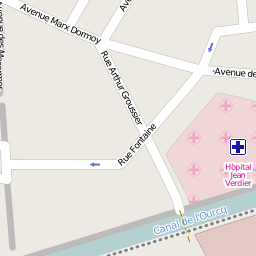 Avenue Marx Dormoy
Rue Arthur Groussier
Avenue de
Rue Fontaine
Hôpital
Jean
Verdier
Canal de l'Ourcq